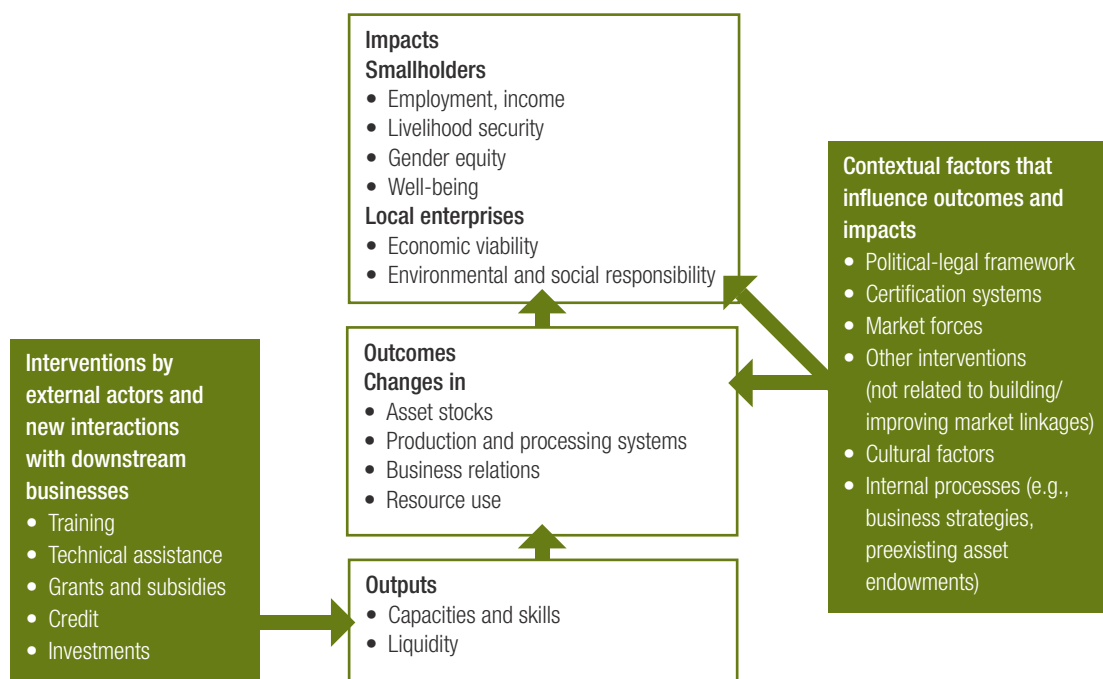 Impacts
Smallholders
• Employment, income
• Livelihood security
• Gender equity
• Well-being
Local enterprises
• Economic viability
• Environmental and social responsibility
Outcomes
Changes in
• Asset stocks
• Production and processing systems
• Business relations
• Resource use
Outputs
• Capacities and skills
• Liquidity
Interventions by
external actors and
new interactions
with downstream
businesses
• Training
• Technical assistance
• Grants and subsidies
• Credit
• Investments
Contextual factors that
influence outcomes and
impacts
• Political-legal framework
• Certification systems
• Market forces
• Other interventions
(not related to building/
improving market linkages)
• Cultural factors
• Internal processes (e.g.,
business strategies,
preexisting asset
endowments)